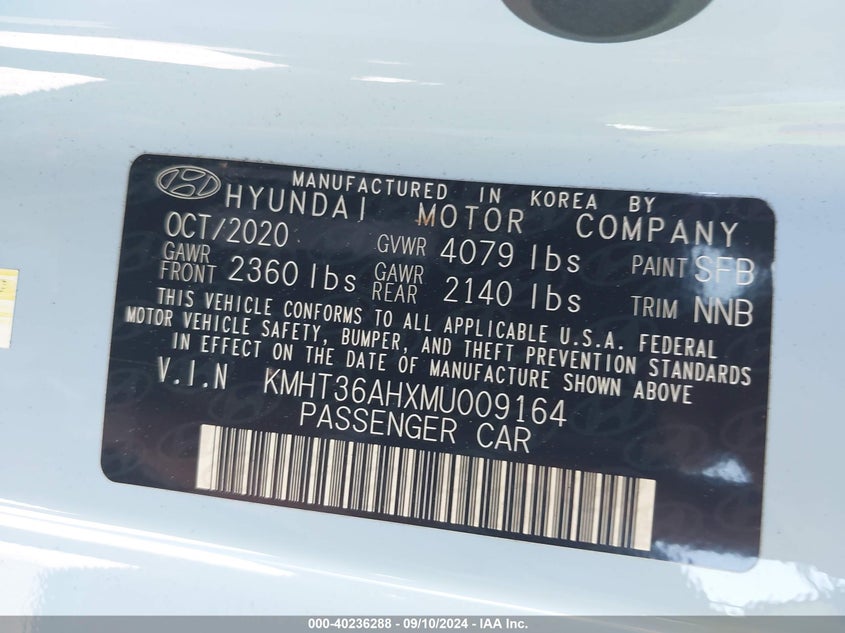 MANUFACTURED IN KOREA BY
HYUNDAI MOTOR COMPANY
OCT/2020 GVWR 4079 lbs PAINT SFB
GAWR FRONT 2360 lbs GAWR REAR 2140 lbs TRIM NNB
THIS VEHICLE CONFORMS TO ALL APPLICABLE U.S.A. FEDERAL
MOTOR VEHICLE SAFETY, BUMPER, AND THEFT PREVENTION STANDARDS
IN EFFECT ON THE DATE OF MANUFACTURE SHOWN ABOVE
V.I.N KMHT36AHXMU009164
PASSENGER CAR
000-40236288 - 09/10/2024 - IAA Inc.